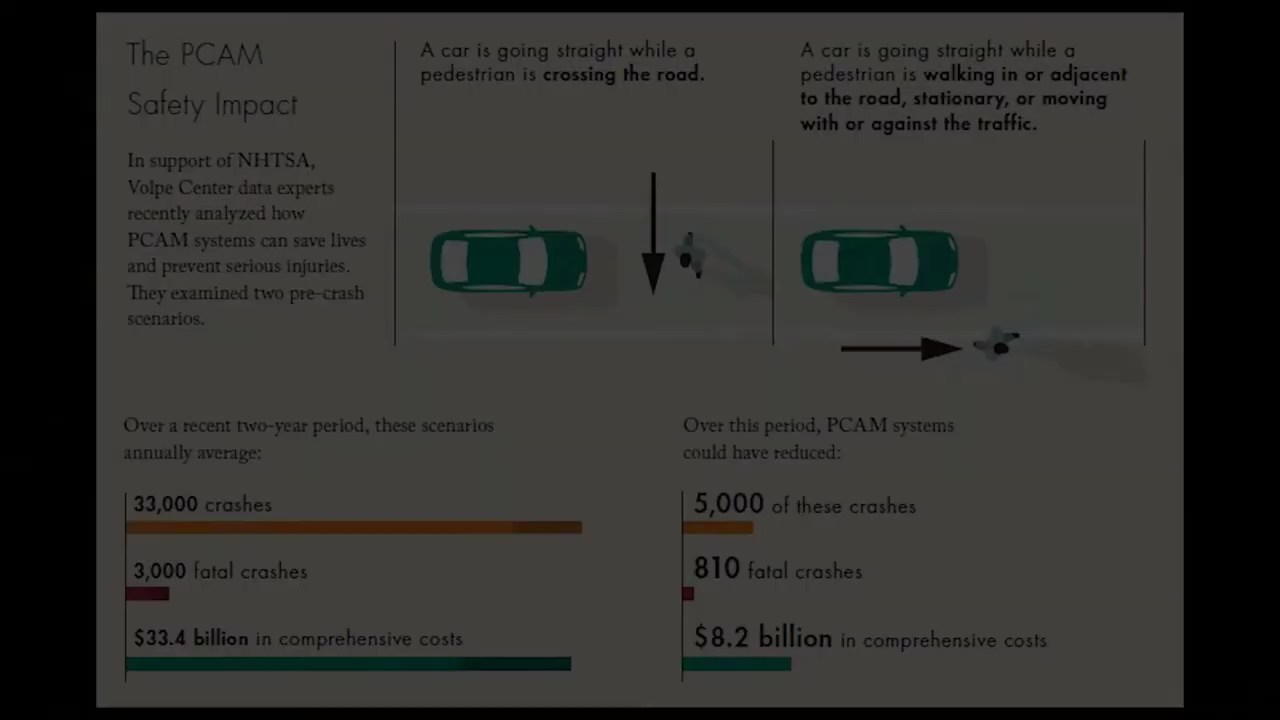 The PCAM
Safety Impact
In support of NHTSA,
Volpe Center data experts
recently analyzed how
PCAM systems can save lives
and prevent serious injuries.
They examined two pre-crash
scenarios.
A car is going straight while a
pedestrian is crossing the road.
A car is going straight while a
pedestrian is walking in or adjacent
to the road, stationary, or moving
with or against the traffic.
Over a recent two-year period, these scenarios
annually average:
33,000 crashes
3,000 fatal crashes
$33.4 billion in comprehensive costs
Over this period, PCAM systems
could have reduced:
5,000 of these crashes
810 fatal crashes
$8.2 billion in comprehensive costs